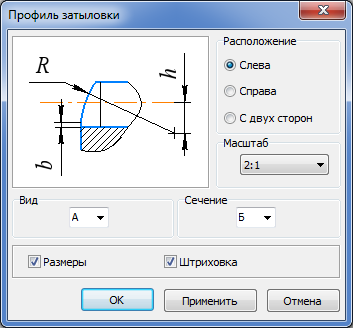 Профиль затыловки
R
h
b
Расположение
Слева
Справа
С двух сторон
Масштаб
2:1
Вид
А
Сечение
Б
Размеры
Штриховка
OK
Применить
Отмена